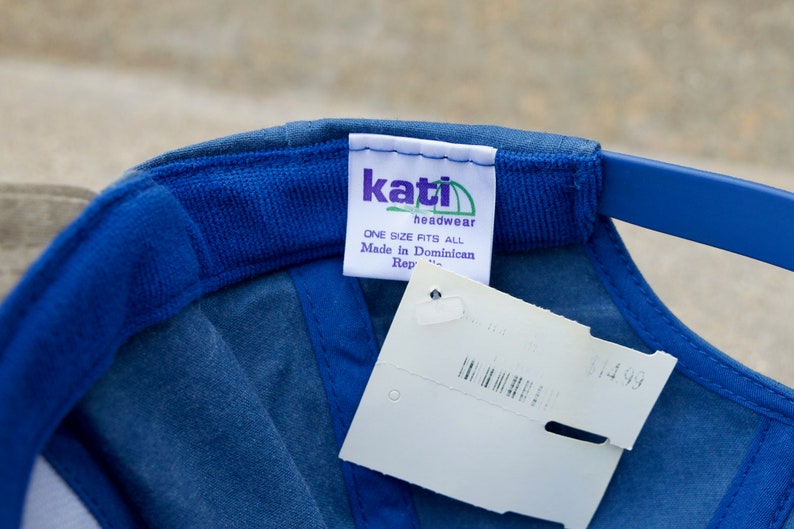 kati
headwear
ONE SIZE FITS ALL
Made in Dominican
$14.99